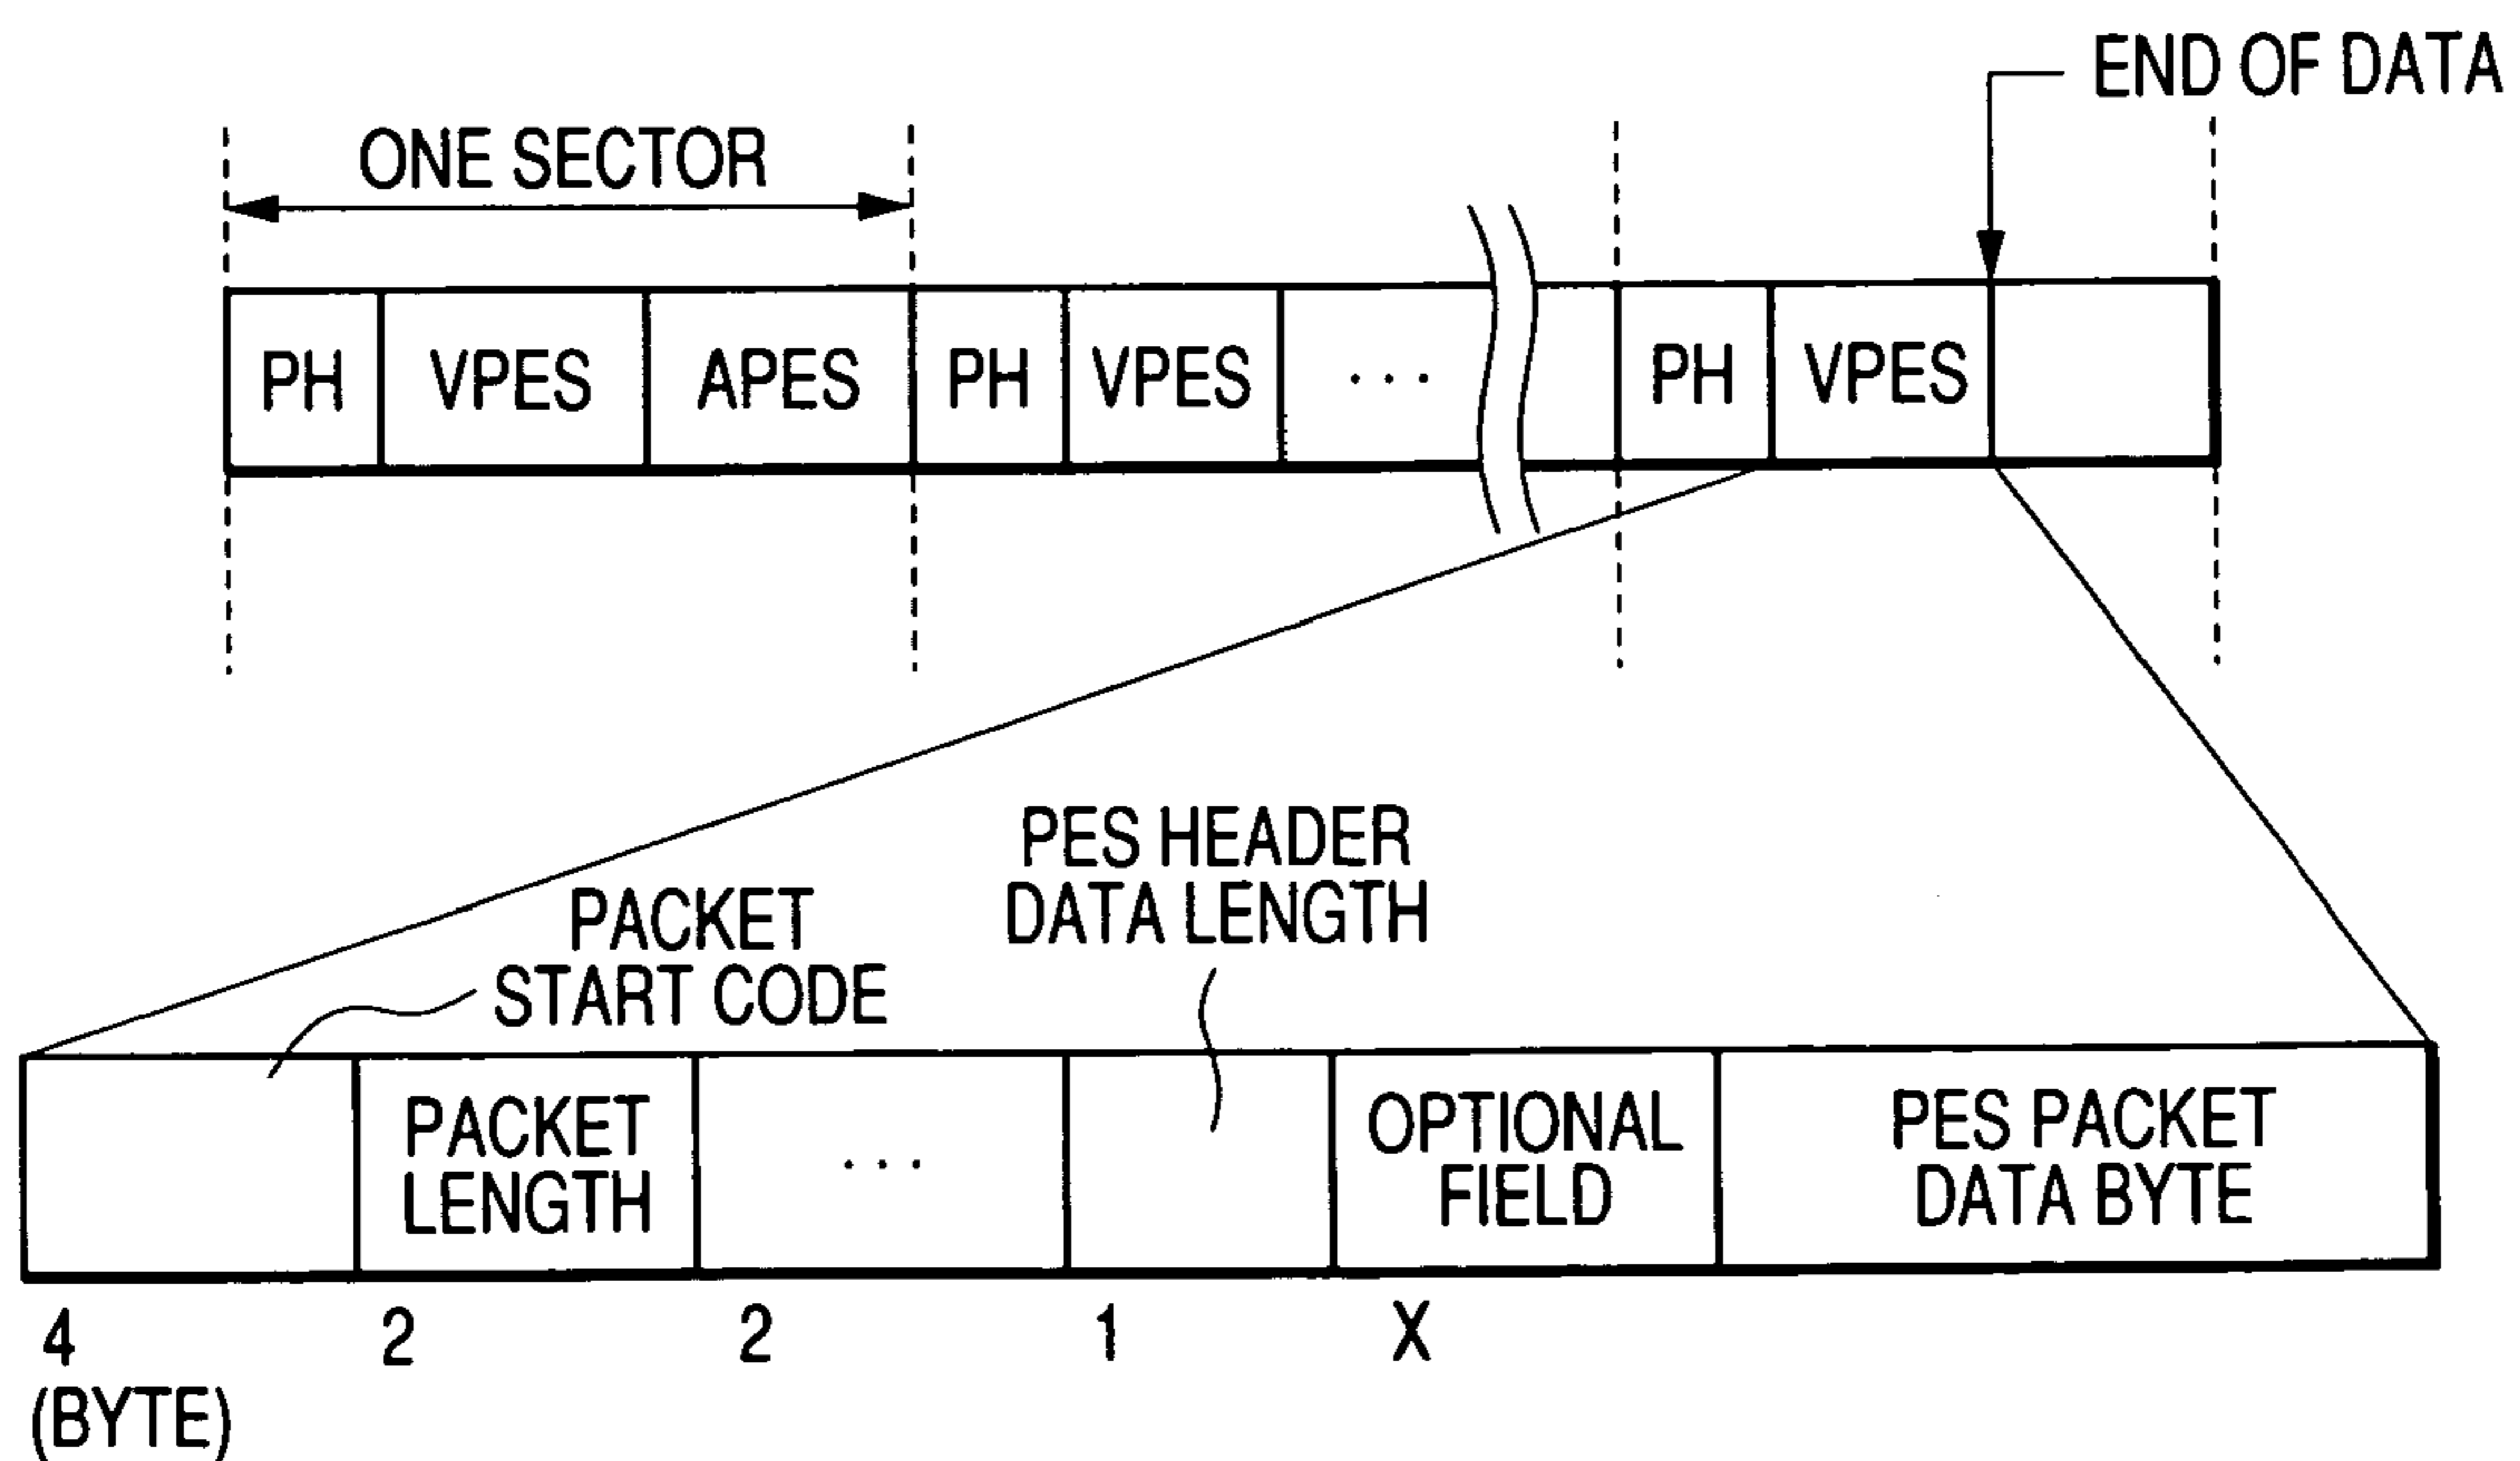 END OF DATA
ONE SECTOR
PH VPES APES PH VPES ... PH VPES
PES HEADER
DATA LENGTH
PACKET
START CODE
PACKET
LENGTH
...
OPTIONAL
FIELD
PES PACKET
DATA BYTE
4 2 2 1 X
(BYTE)